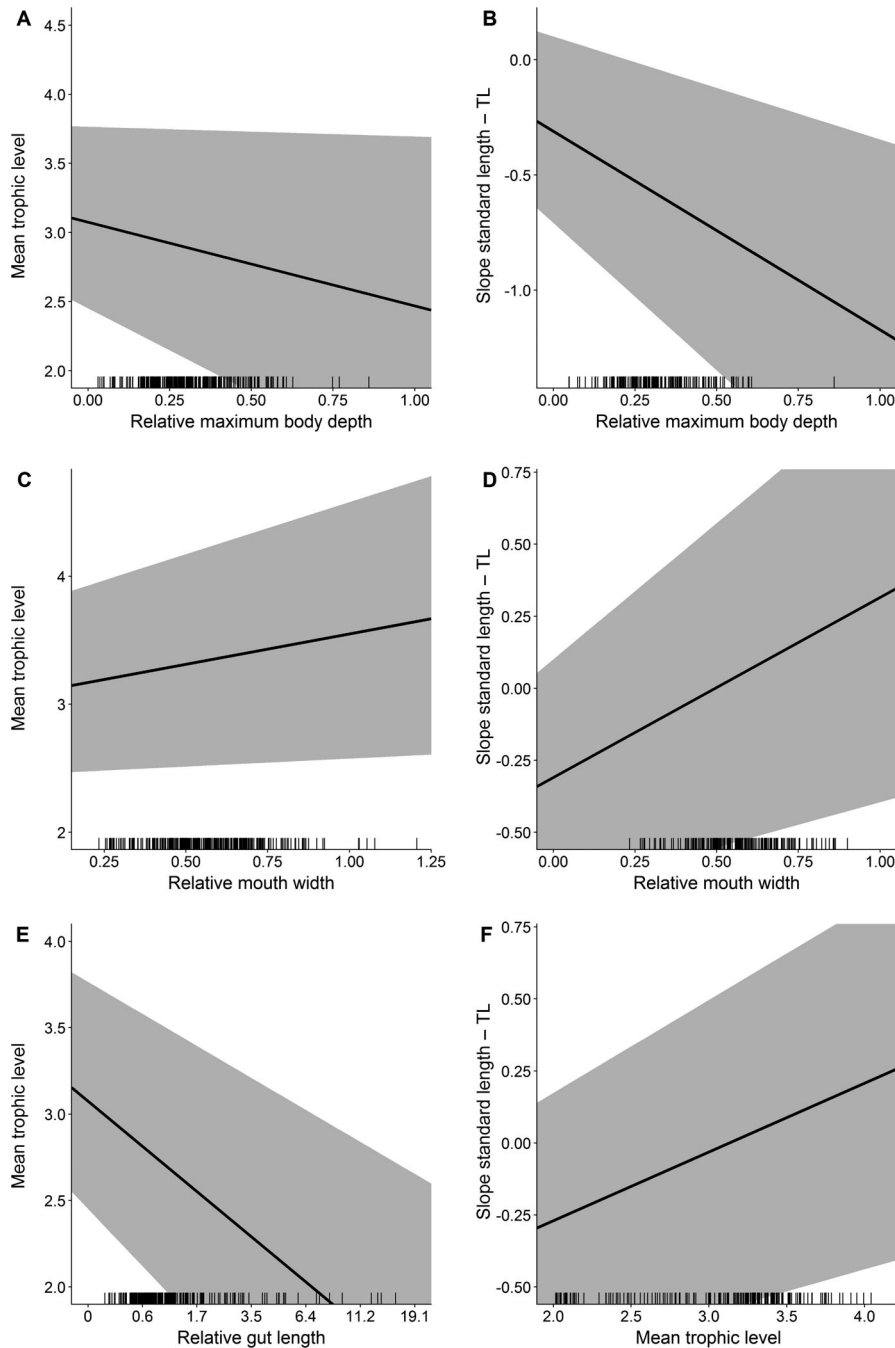 A
4.5
4.0
3.5
3.0
2.5
2.0
Mean trophic level
0.00 0.25 0.50 0.75 1.00
Relative maximum body depth
B
0.0
-0.5
-1.0
Slope standard length – TL
0.00 0.25 0.50 0.75 1.00
Relative maximum body depth
C
4
3
2
Mean trophic level
0.25 0.50 0.75 1.00 1.25
Relative mouth width
D
0.75
0.50
0.25
0.00
-0.25
-0.50
Slope standard length – TL
0.00 0.25 0.50 0.75 1.00
Relative mouth width
E
4.0
3.5
3.0
2.5
2.0
Mean trophic level
0 0.6 1.7 3.5 6.4 11.2 19.1
Relative gut length
F
0.75
0.50
0.25
0.00
-0.25
-0.50
Slope standard length – TL
2.0 2.5 3.0 3.5 4.0
Mean trophic level